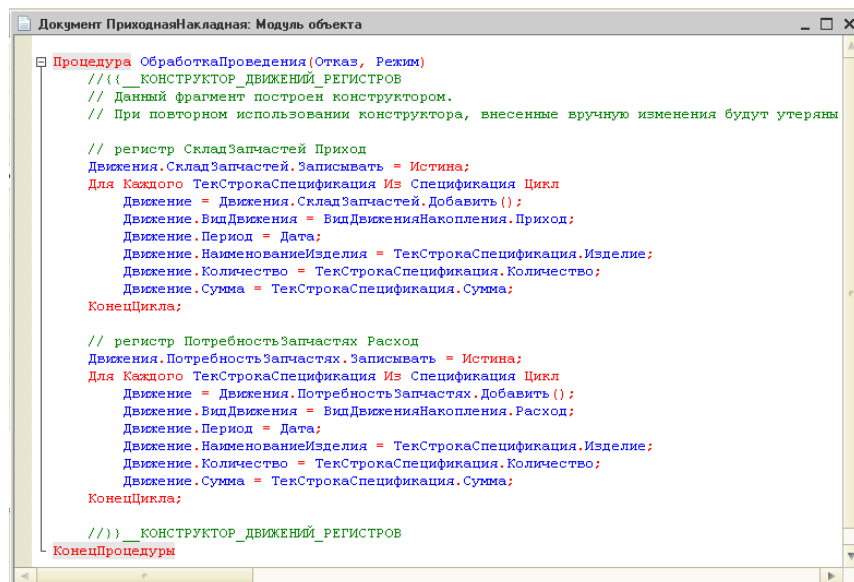 Документ ПриходнаяНакладная: Модуль объекта
Процедура ОбработкаПроведения(Отказ, Режим)
//{{__КОНСТРУКТОР_ДВИЖЕНИЙ_РЕГИСТРОВ
// Данный фрагмент построен конструктором.
// При повторном использовании конструктора, внесенные вручную изменения будут утеряны
// регистр СкладЗапчастей Приход
Движения.СкладЗапчастей.Записывать = Истина;
Для Каждого ТекСтрокаСпецификация Из Спецификация Цикл
Движение = Движения.СкладЗапчастей.Добавить();
Движение.ВидДвижения = ВидДвиженияНакопления.Приход;
Движение.Период = Дата;
Движение.НаименованиеИзделия = ТекСтрокаСпецификация.Изделие;
Движение.Количество = ТекСтрокаСпецификация.Количество;
Движение.Сумма = ТекСтрокаСпецификация.Сумма;
КонецЦикла;
// регистр ПотребностьЗапчастях Расход
Движения.ПотребностьЗапчастях.Записывать = Истина;
Для Каждого ТекСтрокаСпецификация Из Спецификация Цикл
Движение = Движения.ПотребностьЗапчастях.Добавить();
Движение.ВидДвижения = ВидДвиженияНакопления.Расход;
Движение.Период = Дата;
Движение.НаименованиеИзделия = ТекСтрокаСпецификация.Изделие;
Движение.Количество = ТекСтрокаСпецификация.Количество;
Движение.Сумма = ТекСтрокаСпецификация.Сумма;
КонецЦикла;
//}}__КОНСТРУКТОР_ДВИЖЕНИЙ_РЕГИСТРОВ
КонецПроцедуры